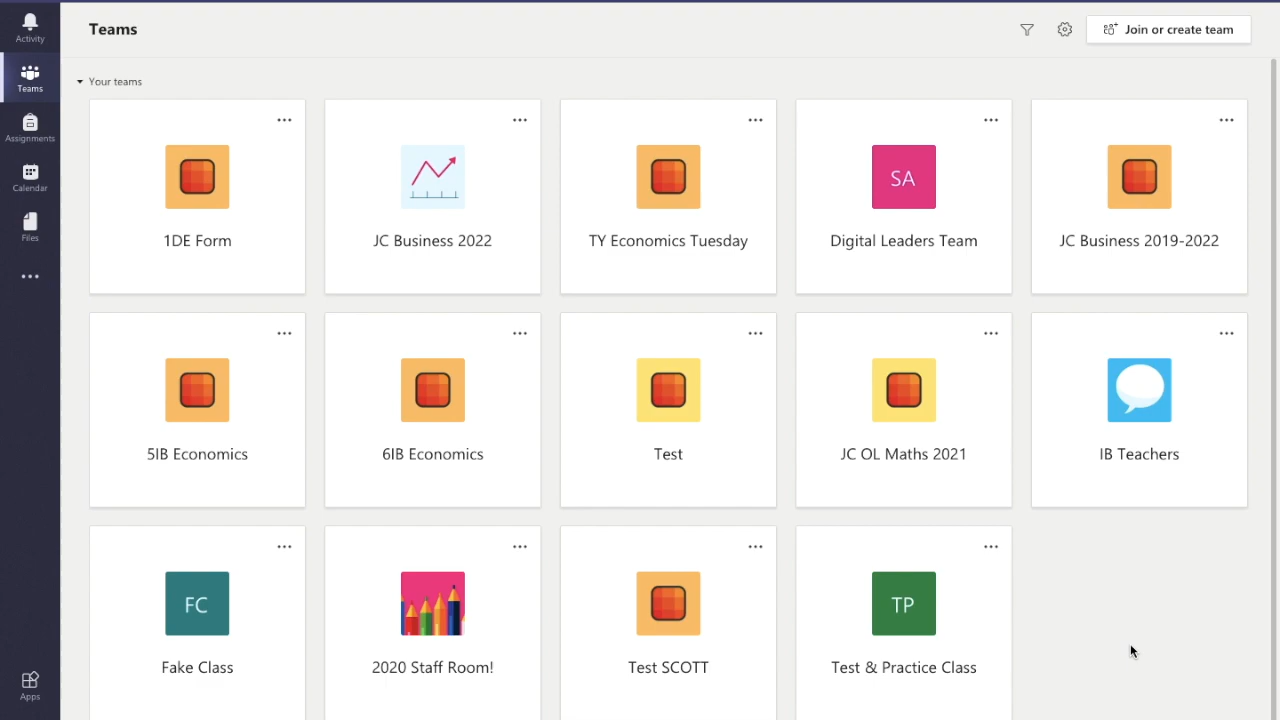 Activity
Teams
Assignments
Calendar
Files
Apps
Teams
Join or create team
Your teams
1DE Form
JC Business 2022
TY Economics Tuesday
SA
Digital Leaders Team
JC Business 2019-2022
5IB Economics
6IB Economics
Test
JC OL Maths 2021
IB Teachers
FC
Fake Class
2020 Staff Room!
Test SCOTT
TP
Test & Practice Class